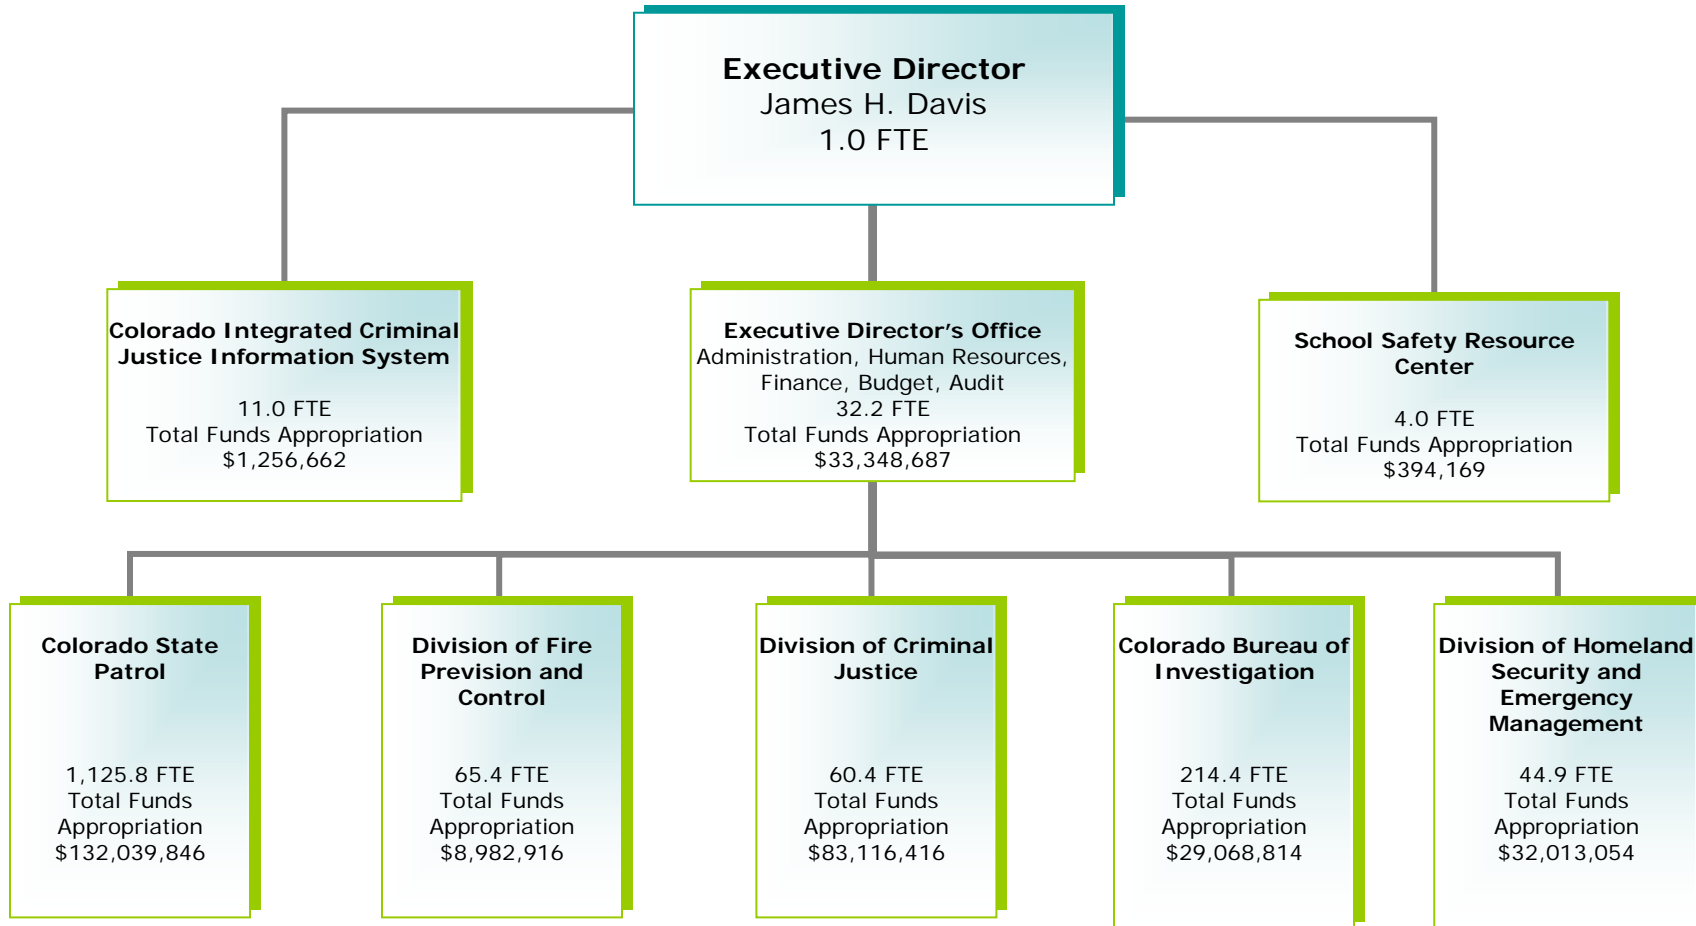 Executive Director
James H. Davis
1.0 FTE
Colorado Integrated Criminal
Justice Information System
11.0 FTE
Total Funds Appropriation
$1,256,662
Executive Director’s Office
Administration, Human Resources,
Finance, Budget, Audit
32.2 FTE
Total Funds Appropriation
$33,348,687
School Safety Resource
Center
4.0 FTE
Total Funds Appropriation
$394,169
Colorado State
Patrol
1,125.8 FTE
Total Funds
Appropriation
$132,039,846
Division of Fire
Prevision and
Control
65.4 FTE
Total Funds
Appropriation
$8,982,916
Division of Criminal
Justice
60.4 FTE
Total Funds
Appropriation
$83,116,416
Colorado Bureau of
Investigation
214.4 FTE
Total Funds
Appropriation
$29,068,814
Division of Homeland
Security and
Emergency
Management
44.9 FTE
Total Funds
Appropriation
$32,013,054